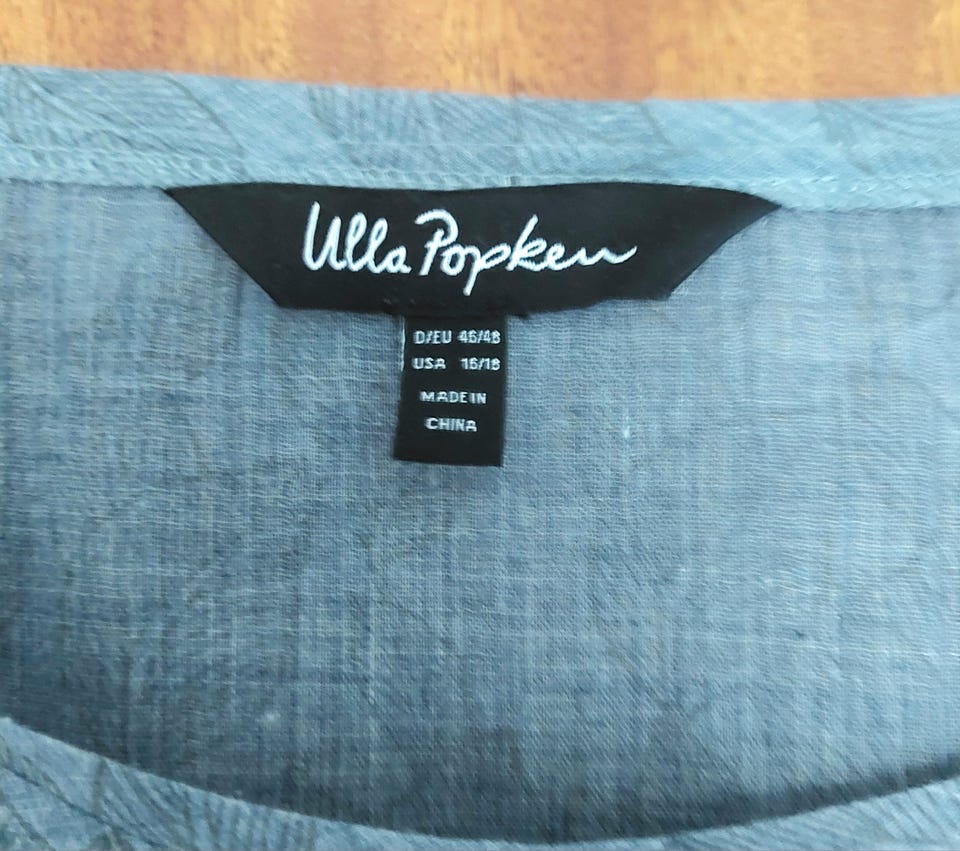 Ulla Popken
D/EU 46/48
USA 16/18
MADE IN
CHINA